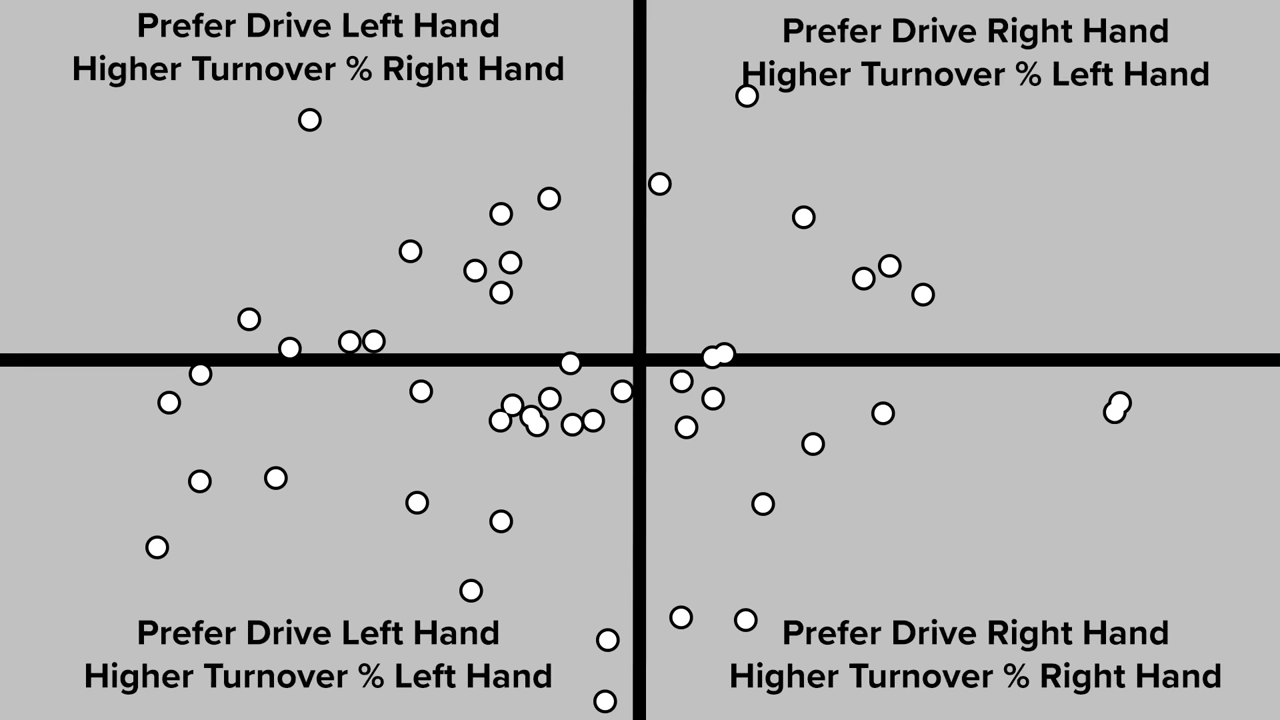 Prefer Drive Left Hand
Higher Turnover % Right Hand
Prefer Drive Right Hand
Higher Turnover % Left Hand
Prefer Drive Left Hand
Higher Turnover % Left Hand
Prefer Drive Right Hand
Higher Turnover % Right Hand